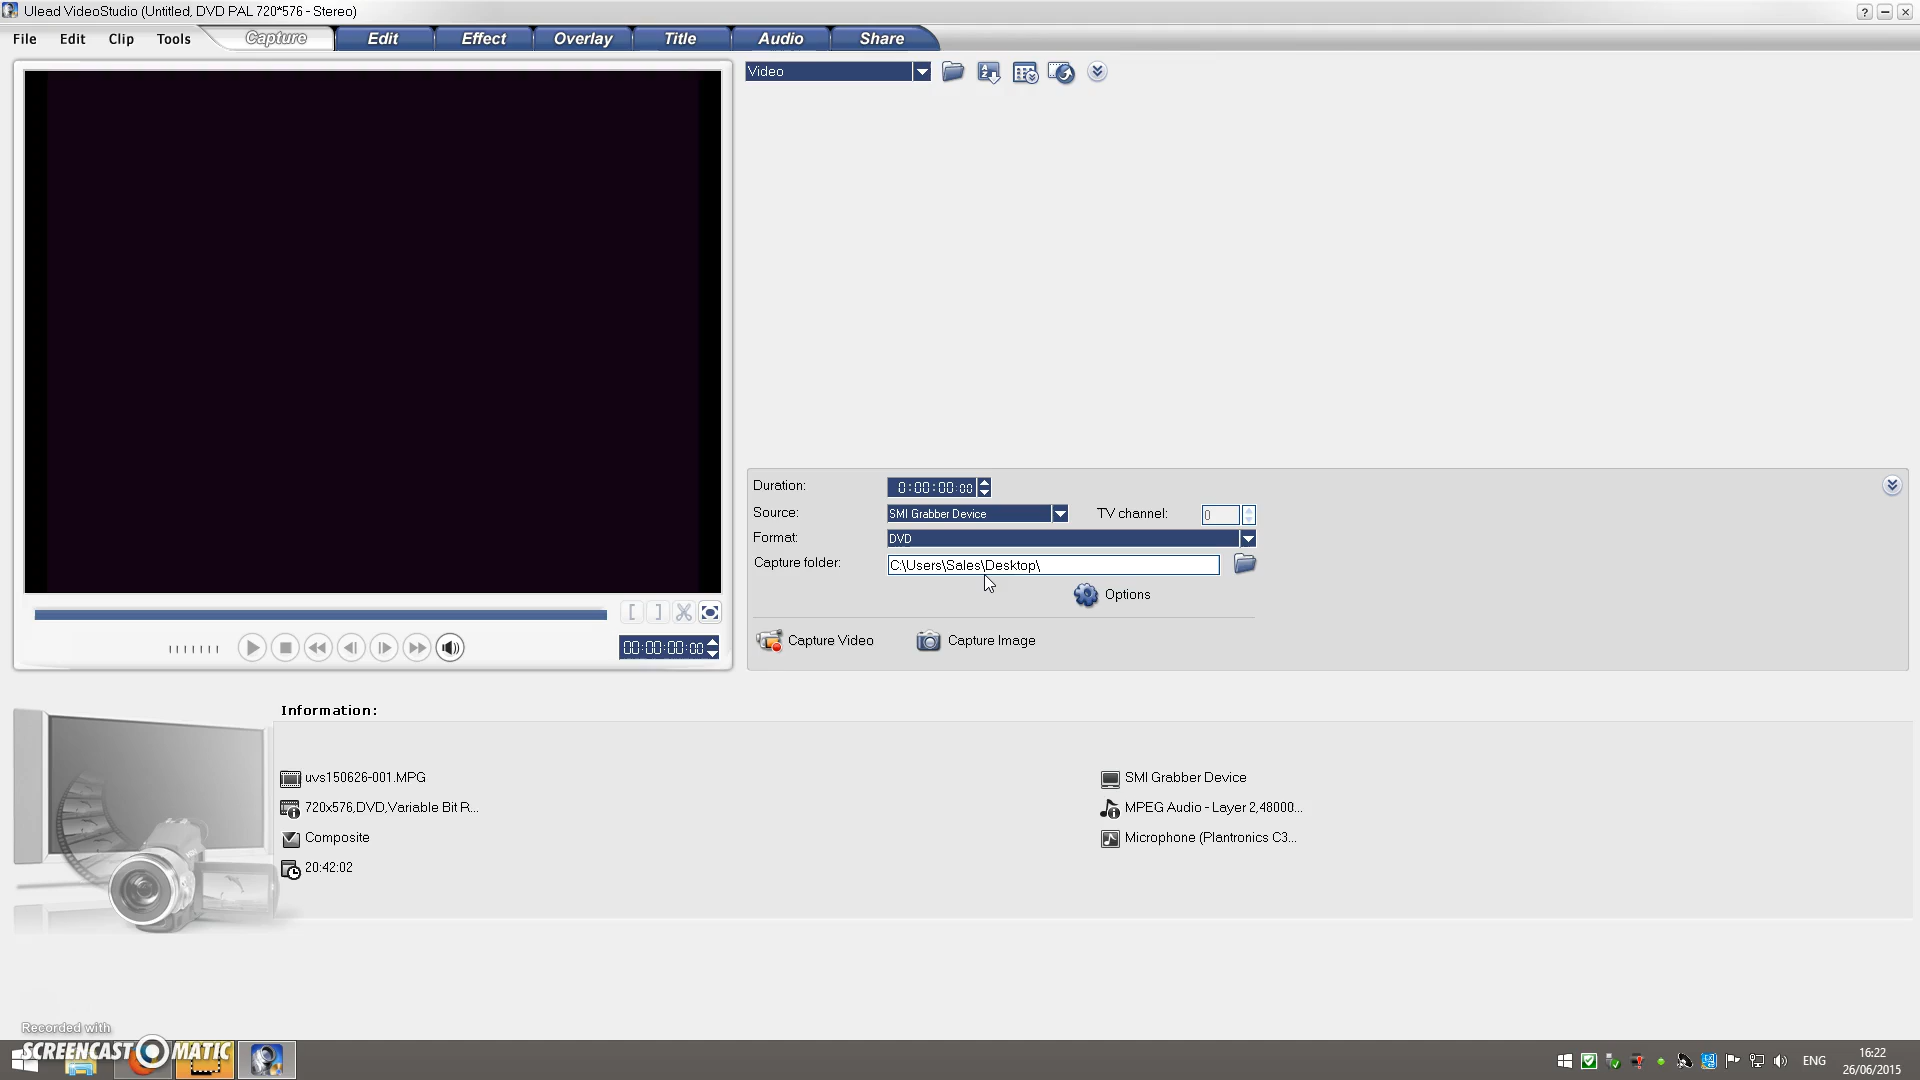 Ulead VideoStudio (Untitled, DVD PAL 720*576 - Stereo)
File Edit Clip Tools Capture Edit Effect Overlay Title Audio Share
Video
Duration: 0:00:00:00
Source: SMI Grabber Device TV channel: 0
Format: DVD
Capture folder: C:\Users\Sales\Desktop\
Options
Capture Video Capture Image
00:00:00:00
Information:
uvs150626-001.MPG SMI Grabber Device
720x576,DVD,Variable Bit R... MPEG Audio - Layer 2,48000...
Composite Microphone (Plantronics C3...
20:42:02
Recorded with
SCREENCAST MATIC
ENG
16:22
26/06/2015